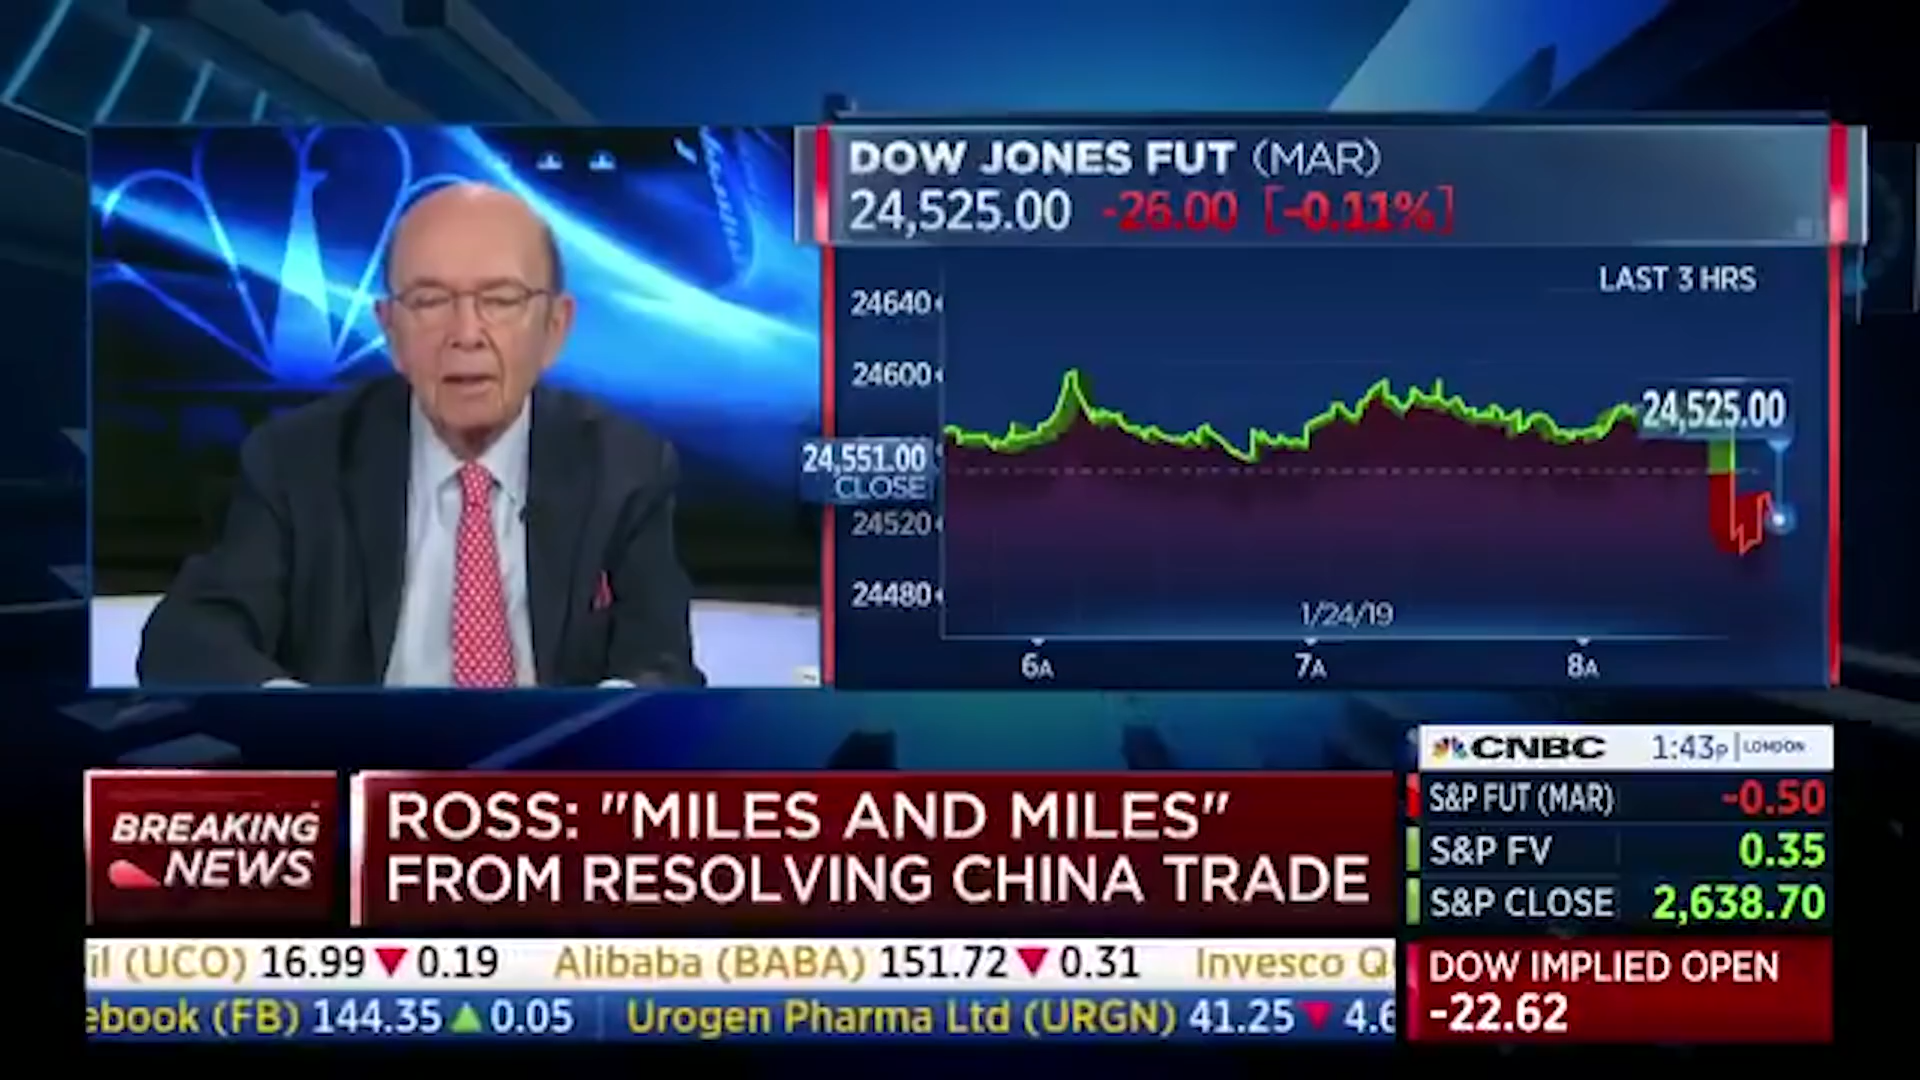 DOW JONES FUT (MAR)
24,525.00 -26.00 [-0.11%]
LAST 3 HRS
24640
24600
24,525.00
24,551.00
CLOSE
24520
24480
1/24/19
6A 7A 8A
CNBC 1:43P | LONDON
BREAKING
NEWS
ROSS: "MILES AND MILES"
FROM RESOLVING CHINA TRADE
S&P FUT (MAR) -0.50
S&P FV 0.35
S&P CLOSE 2,638.70
il (UCO) 16.99 ▼ 0.19 Alibaba (BABA) 151.72 ▼ 0.31 Invesco Q
ebook (FB) 144.35 ▲ 0.05 Urogen Pharma Ltd (URGN) 41.25 ▼ 4.6
DOW IMPLIED OPEN
-22.62